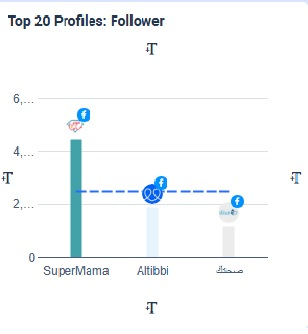 Top 20 Profiles: Follower
6,...
4,...
2,...
0
SuperMama
Altibbi
صحتك